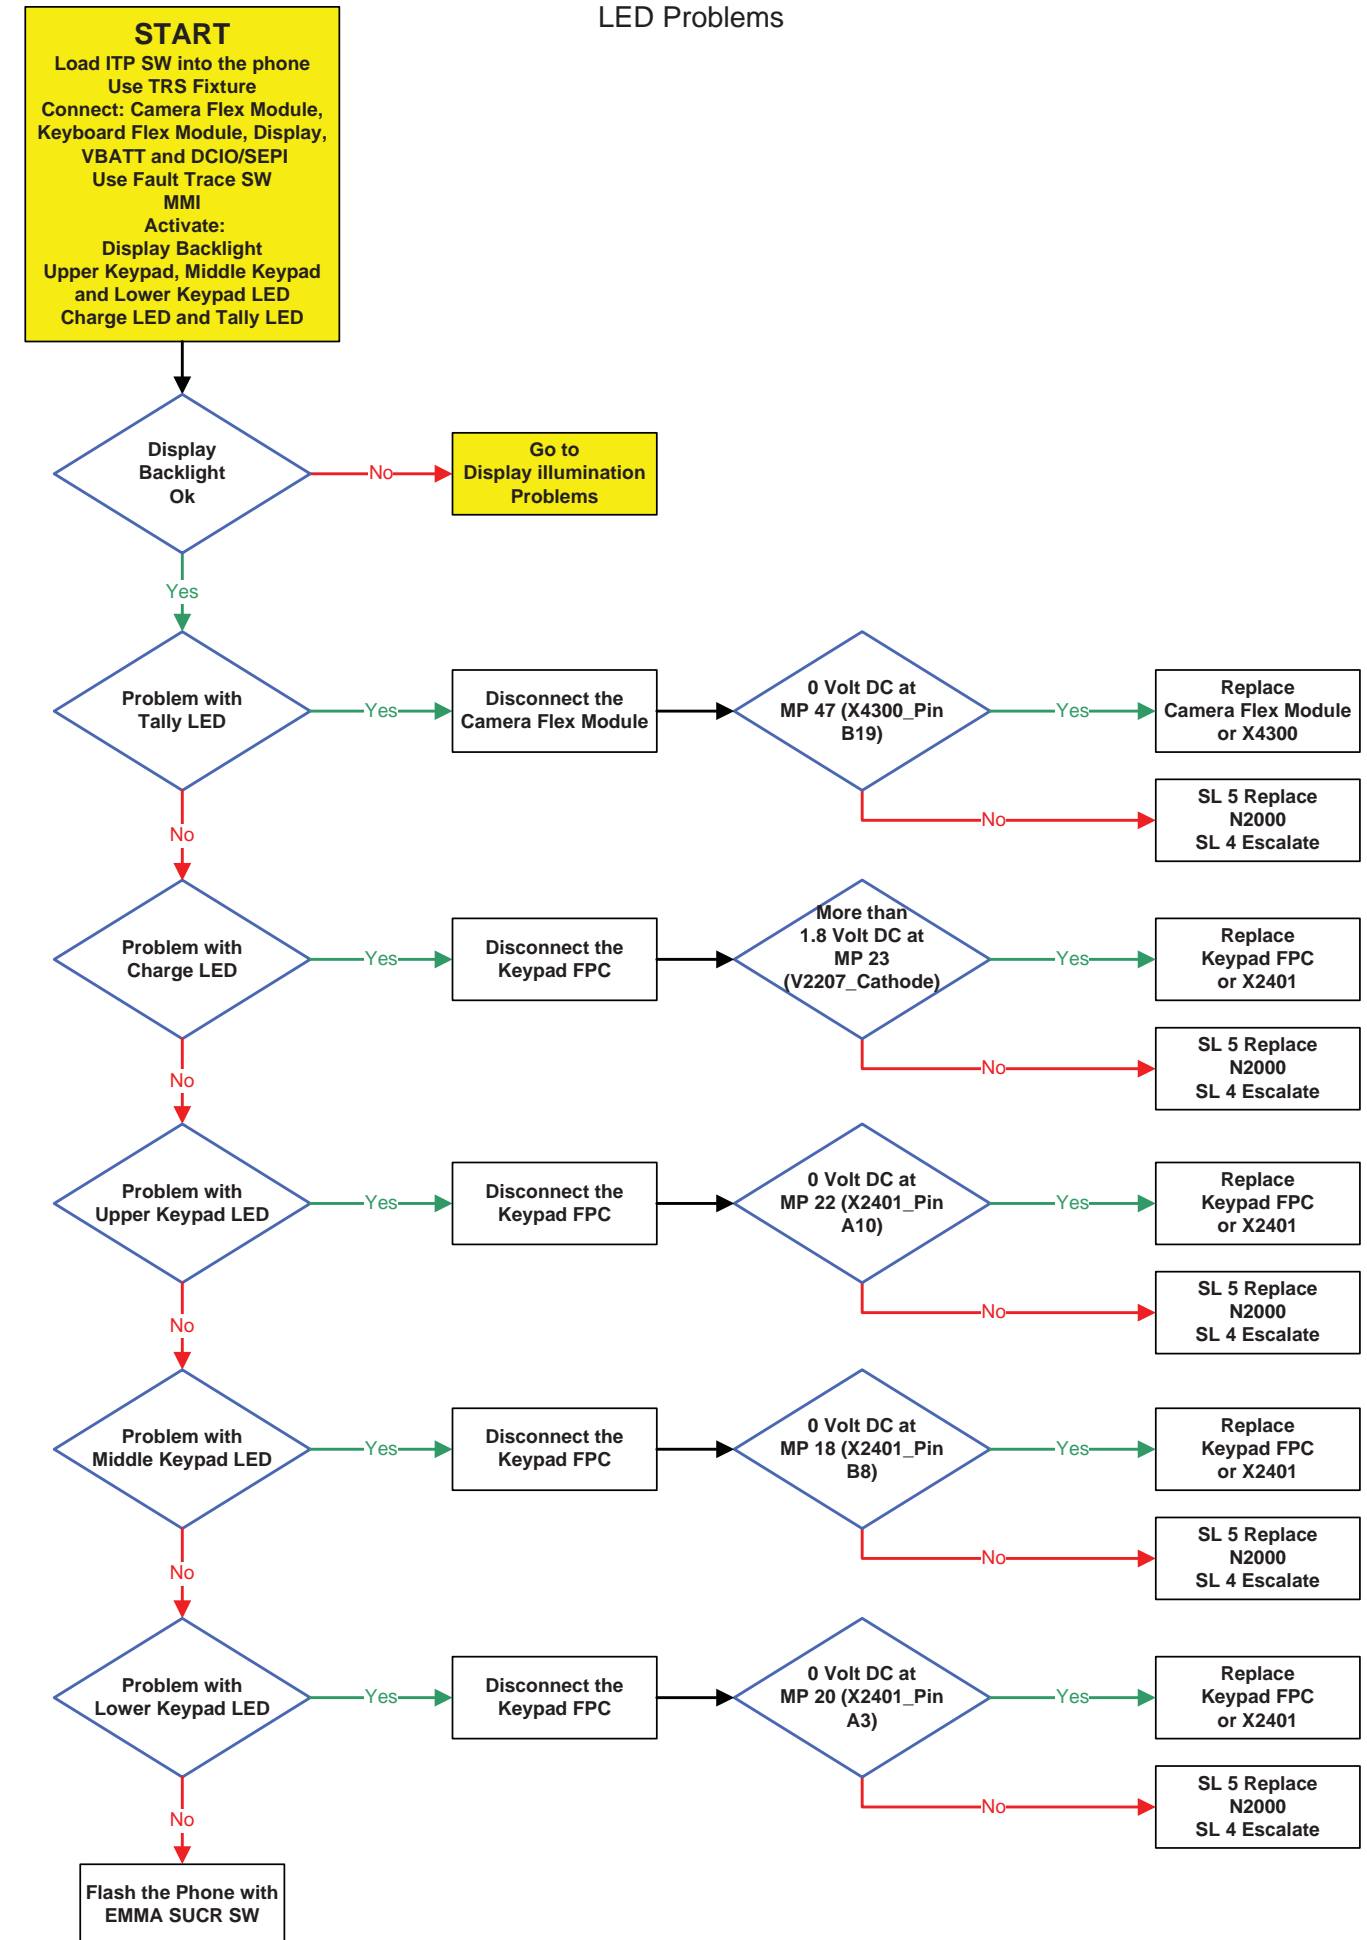 LED Problems
START
Load ITP SW into the phone
Use TRS Fixture
Connect: Camera Flex Module,
Keyboard Flex Module, Display,
VBATT and DCIO/SEPI
Use Fault Trace SW
MMI
Activate:
Display Backlight
Upper Keypad, Middle Keypad
and Lower Keypad LED
Charge LED and Tally LED
Display
Backlight
Ok
No
Go to
Display illumination
Problems
Yes
Problem with
Tally LED
Yes
Disconnect the
Camera Flex Module
0 Volt DC at
MP 47 (X4300_Pin
B19)
Yes
Replace
Camera Flex Module
or X4300
No
SL 5 Replace
N2000
SL 4 Escalate
No
Problem with
Charge LED
Yes
Disconnect the
Keypad FPC
More than
1.8 Volt DC at
MP 23
(V2207_Cathode)
Yes
Replace
Keypad FPC
or X2401
No
SL 5 Replace
N2000
SL 4 Escalate
No
Problem with
Upper Keypad LED
Yes
Disconnect the
Keypad FPC
0 Volt DC at
MP 22 (X2401_Pin
A10)
Yes
Replace
Keypad FPC
or X2401
No
SL 5 Replace
N2000
SL 4 Escalate
No
Problem with
Middle Keypad LED
Yes
Disconnect the
Keypad FPC
0 Volt DC at
MP 18 (X2401_Pin
B8)
Yes
Replace
Keypad FPC
or X2401
No
SL 5 Replace
N2000
SL 4 Escalate
No
Problem with
Lower Keypad LED
Yes
Disconnect the
Keypad FPC
0 Volt DC at
MP 20 (X2401_Pin
A3)
Yes
Replace
Keypad FPC
or X2401
No
SL 5 Replace
N2000
SL 4 Escalate
No
Flash the Phone with
EMMA SUCR SW